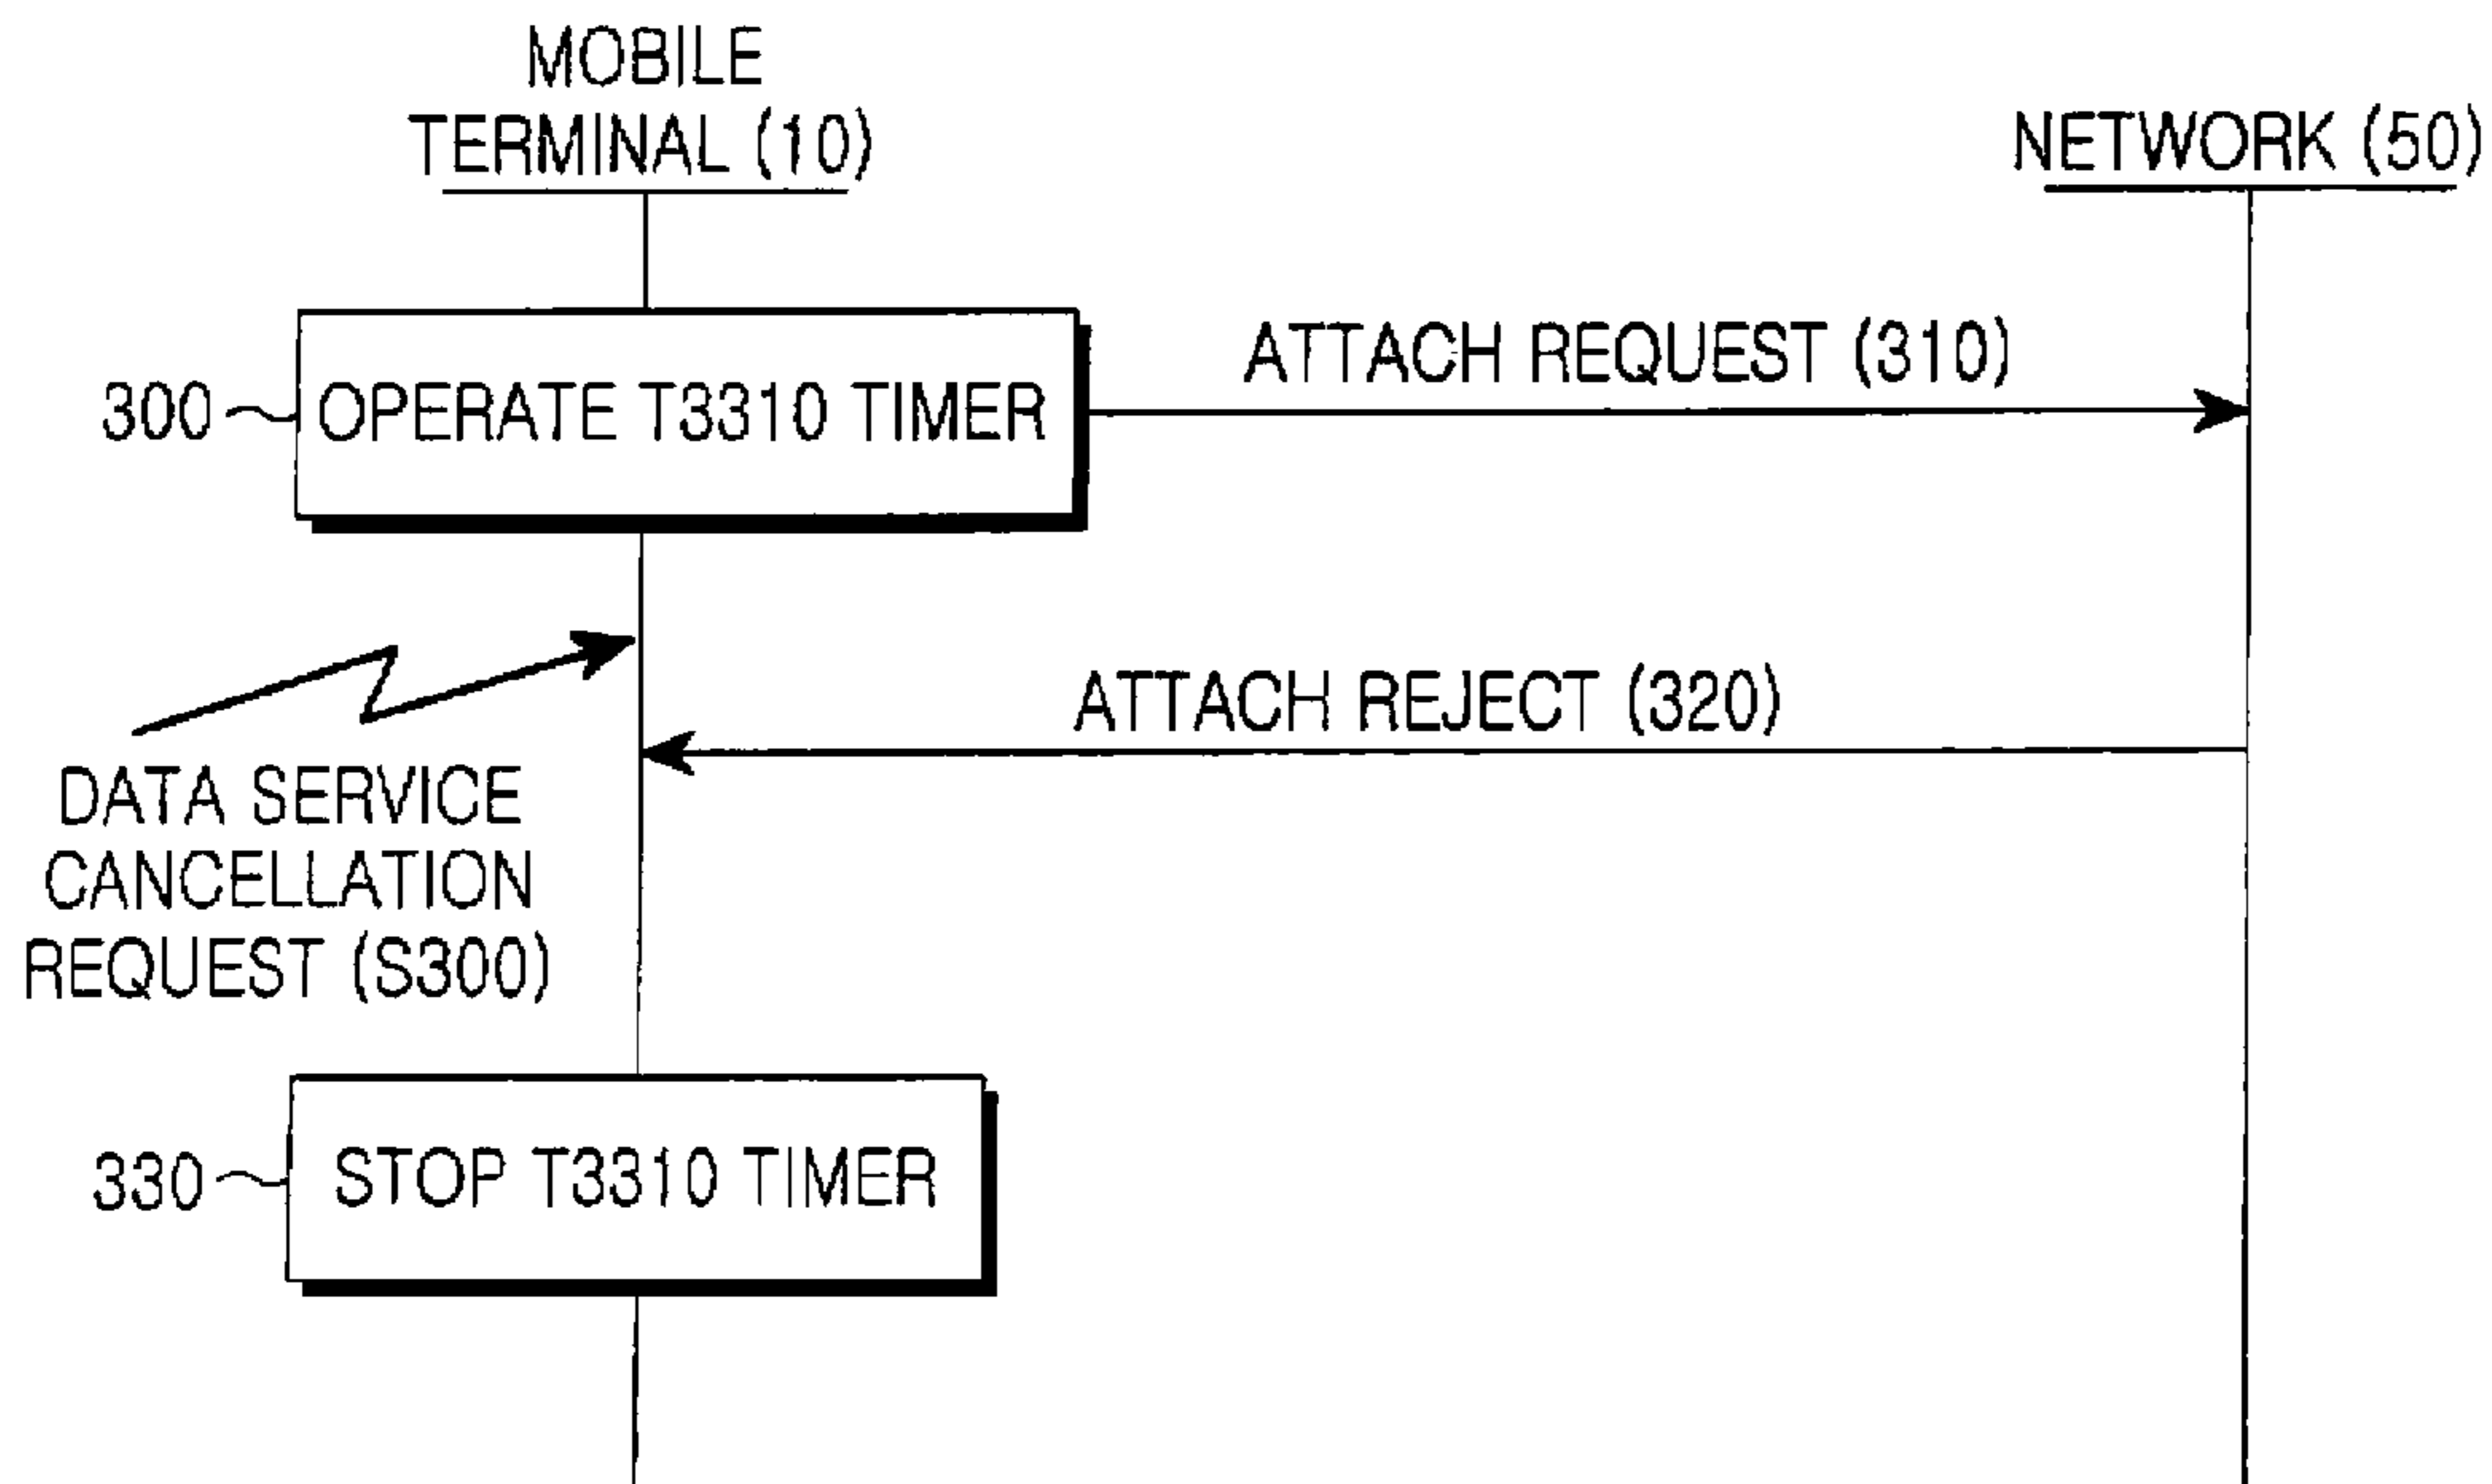 MOBILE
TERMINAL (10)
NETWORK (50)
ATTACH REQUEST (310)
300
OPERATE T3310 TIMER
ATTACH REJECT (320)
DATA SERVICE
CANCELLATION
REQUEST (S300)
330
STOP T3310 TIMER